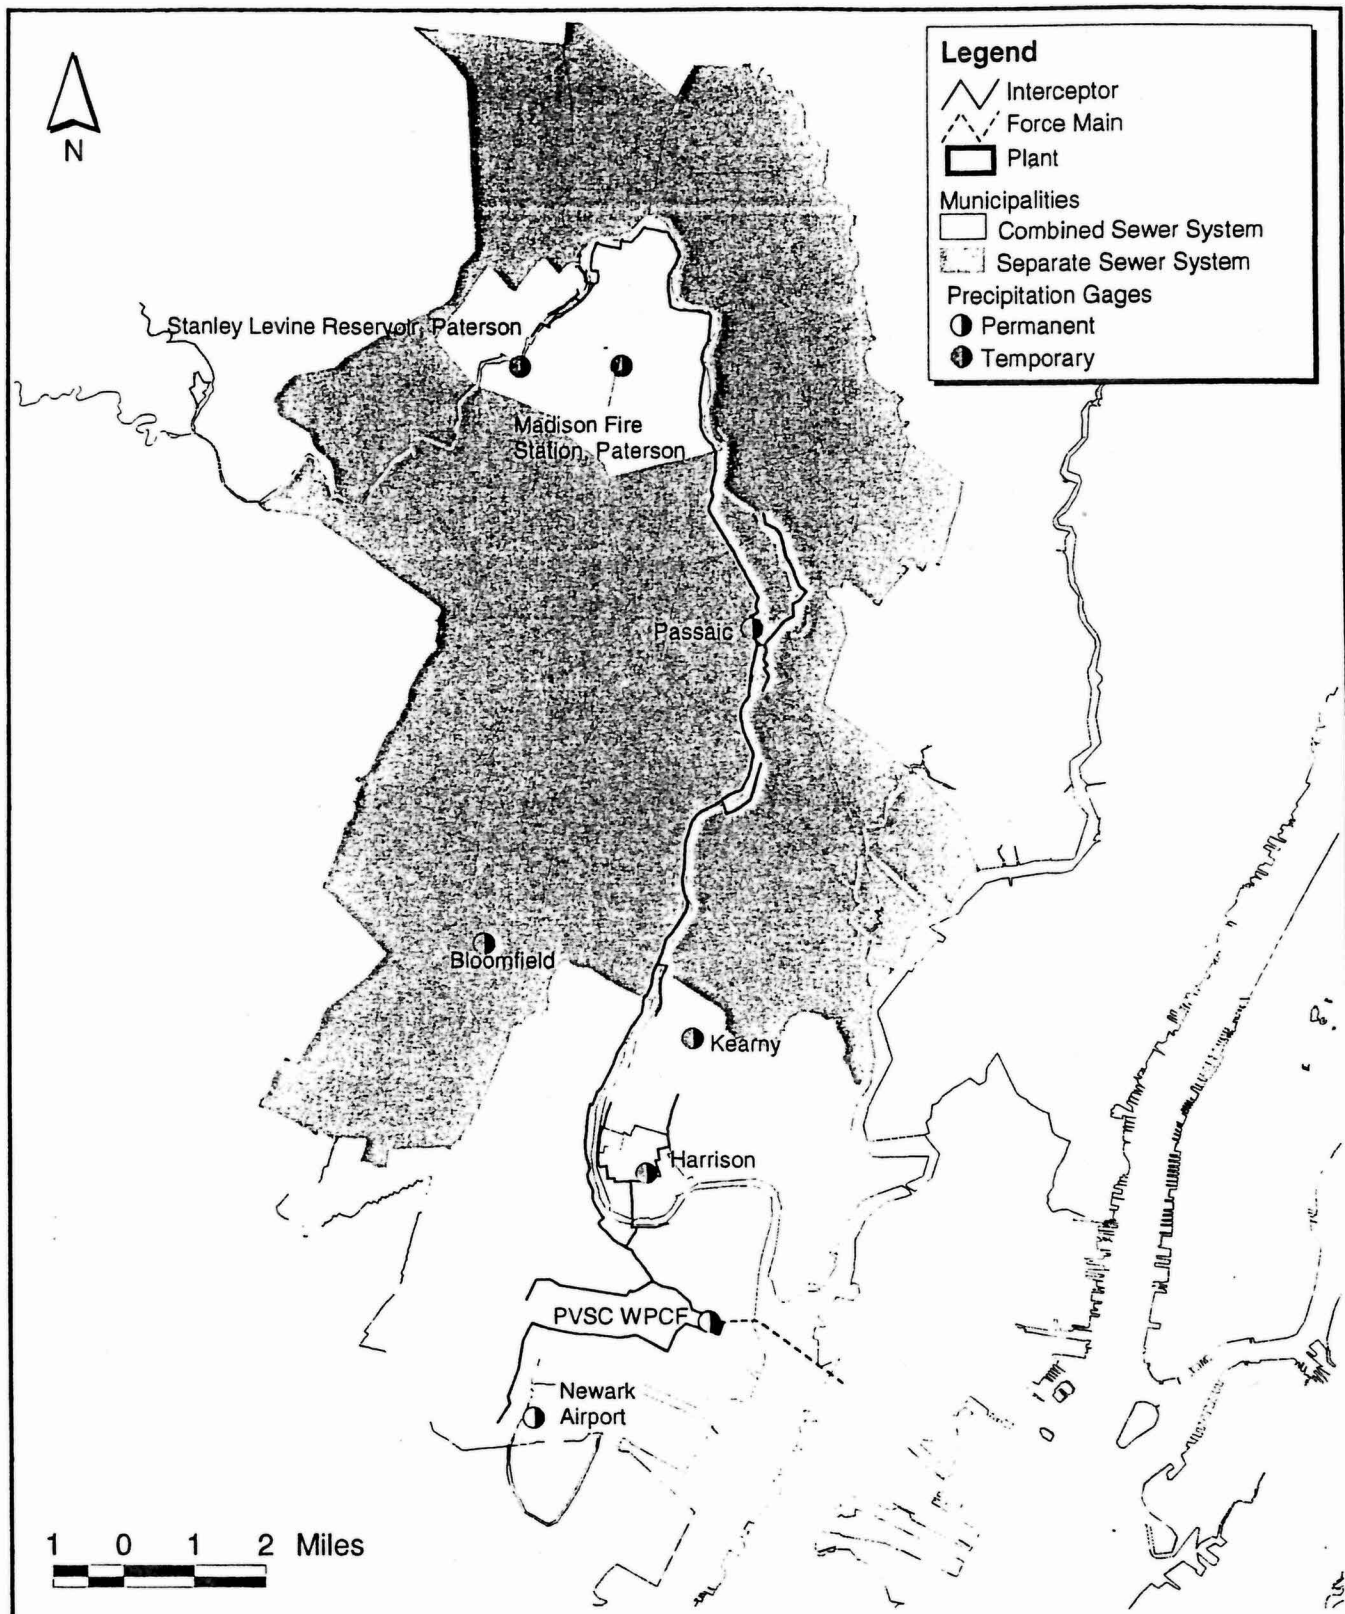 Legend
Interceptor
Force Main
Plant
Municipalities
Combined Sewer System
Separate Sewer System
Precipitation Gages
Permanent
Temporary
N
Stanley Levine Reservoir, Paterson
Madison Fire
Station, Paterson
Passaic
Bloomfield
Kearny
Harrison
PVSC WPCF
Newark
Airport
1 0 1 2 Miles